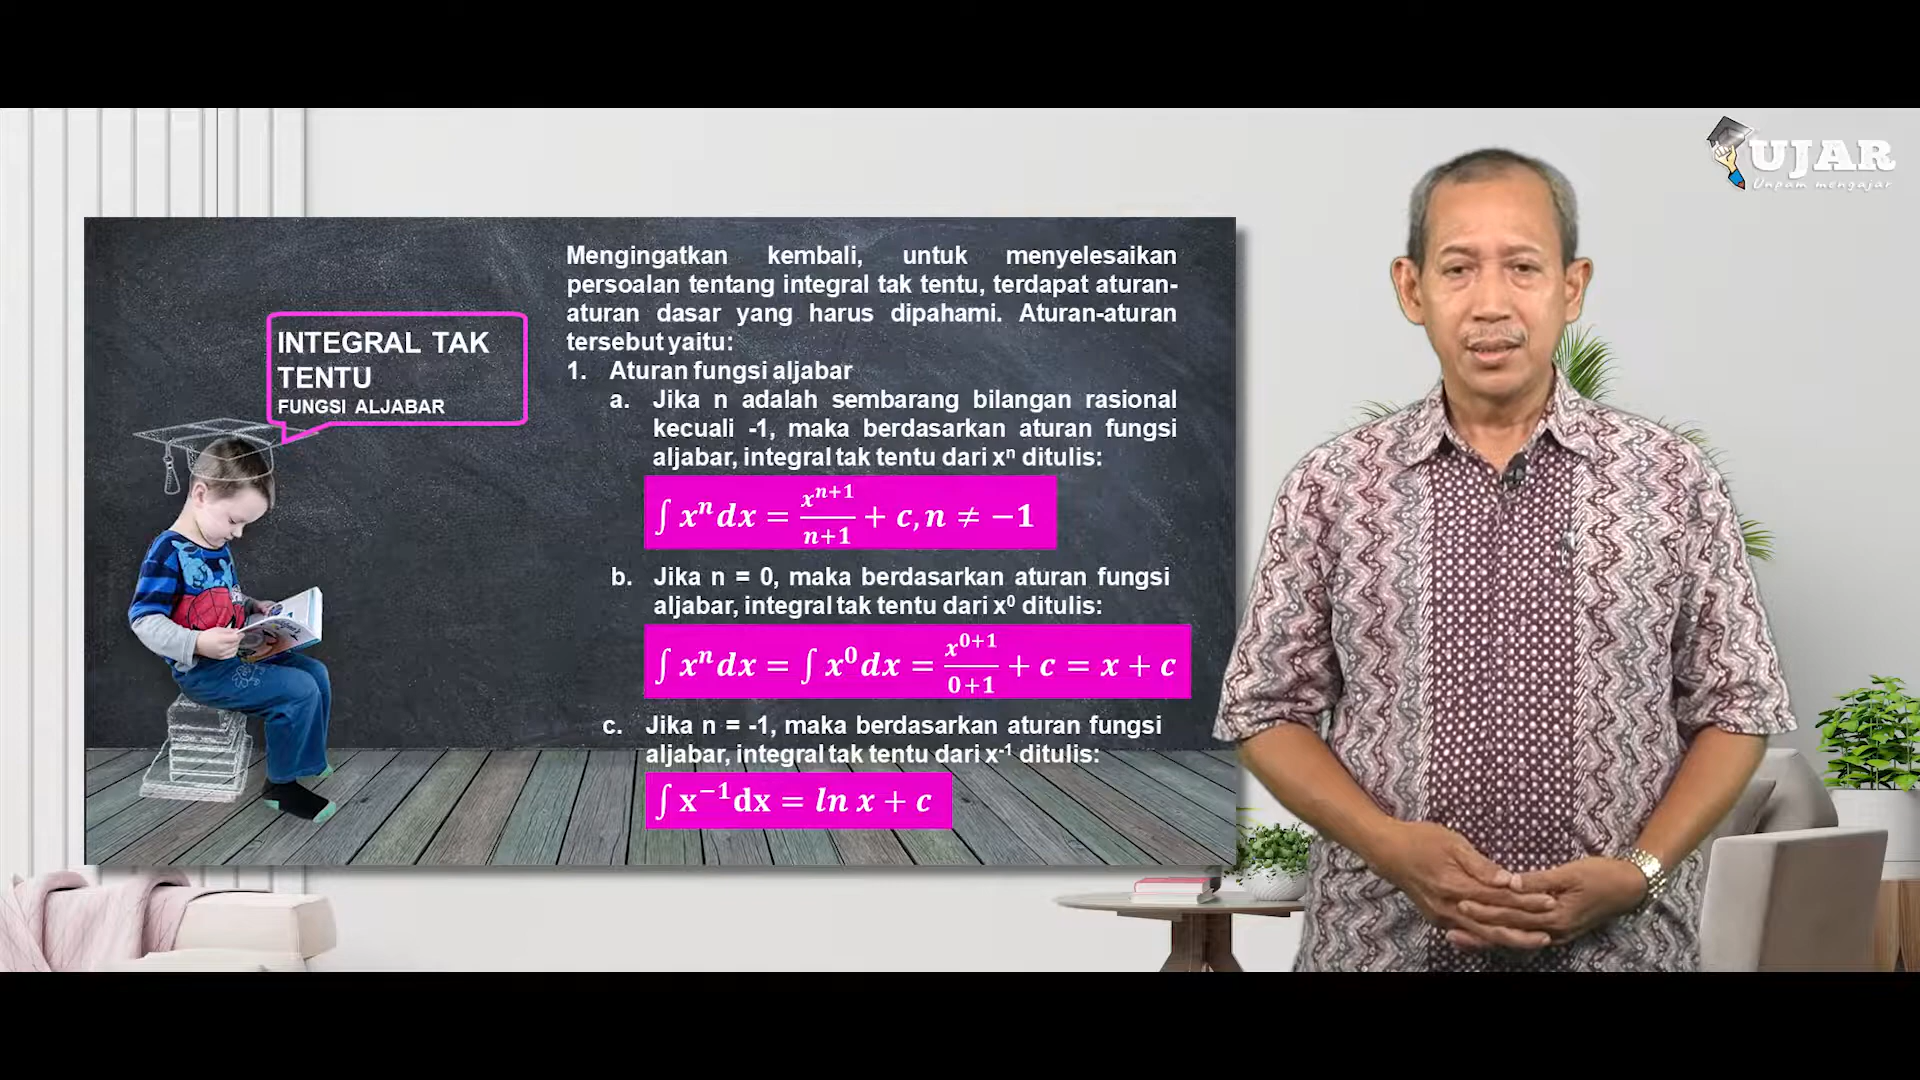 UJAR
Unpam mengajar
INTEGRAL TAK
TENTU
FUNGSI ALJABAR
Mengingatkan kembali, untuk menyelesaikan
persoalan tentang integral tak tentu, terdapat aturan-
aturan dasar yang harus dipahami. Aturan-aturan
tersebut yaitu:
1. Aturan fungsi aljabar
a. Jika n adalah sembarang bilangan rasional
kecuali -1, maka berdasarkan aturan fungsi
aljabar, integral tak tentu dari xⁿ ditulis:
∫ xⁿ dx = xⁿ⁺¹/n+1 + c, n ≠ −1
b. Jika n = 0, maka berdasarkan aturan fungsi
aljabar, integral tak tentu dari x⁰ ditulis:
∫ xⁿ dx = ∫ x⁰ dx = x⁰⁺¹/0+1 + c = x + c
c. Jika n = -1, maka berdasarkan aturan fungsi
aljabar, integral tak tentu dari x⁻¹ ditulis:
∫ x⁻¹dx = ln x + c